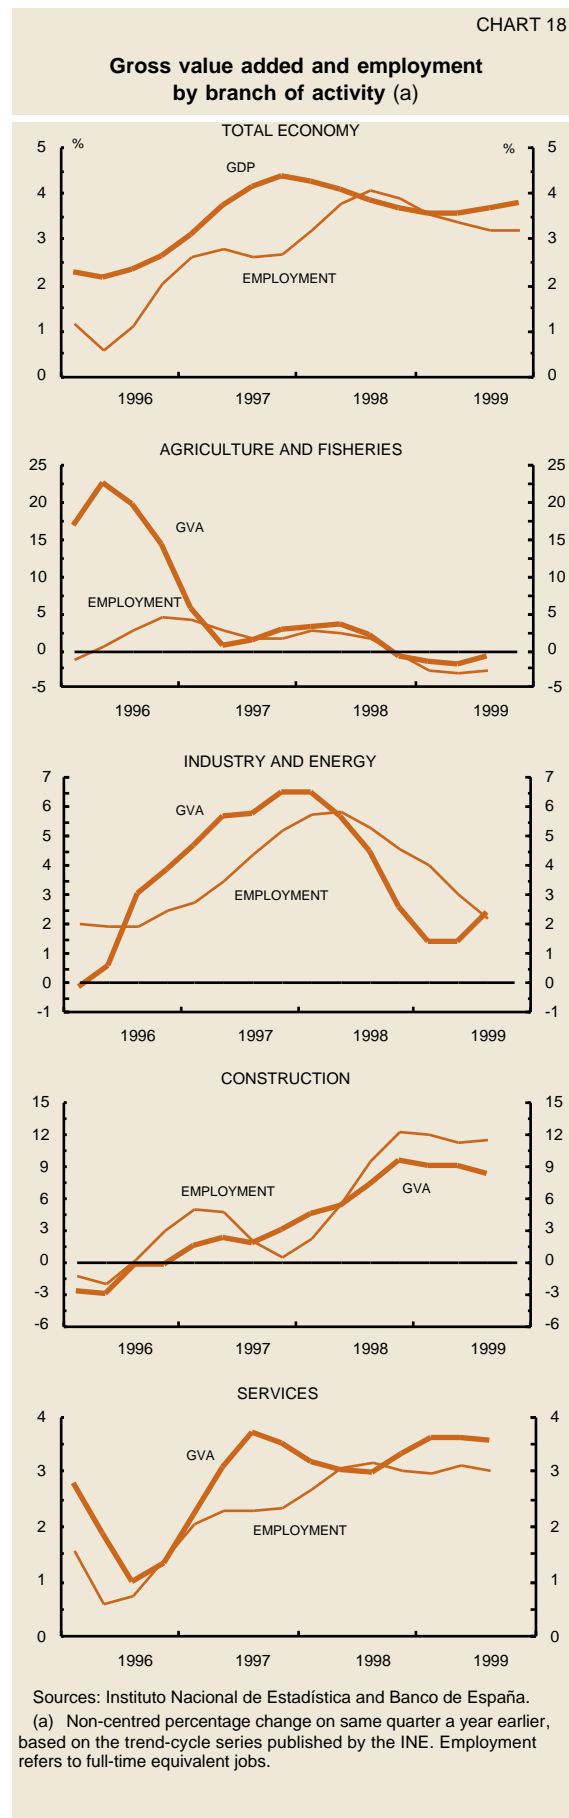 CHART 18
Gross value added and employment
by branch of activity (a)
TOTAL ECONOMY
5 % % 5
GDP
4 4
3 3
EMPLOYMENT
2 2
1 1
0 0
1996 1997 1998 1999
AGRICULTURE AND FISHERIES
25 25
20 20
GVA
15 15
10 10
EMPLOYMENT
5 5
0 0
-5 -5
1996 1997 1998 1999
INDUSTRY AND ENERGY
7 7
GVA
6 6
5 5
4 4
EMPLOYMENT
3 3
2 2
1 1
0 0
-1 -1
1996 1997 1998 1999
CONSTRUCTION
15 15
12 12
9 9
EMPLOYMENT GVA
6 6
3 3
0 0
-3 -3
-6 -6
1996 1997 1998 1999
SERVICES
4 4
GVA
3 3
2 2
EMPLOYMENT
1 1
0 0
1996 1997 1998 1999
Sources: Instituto Nacional de Estadística and Banco de España.
(a) Non-centred percentage change on same quarter a year earlier,
based on the trend-cycle series published by the INE. Employment
refers to full-time equivalent jobs.